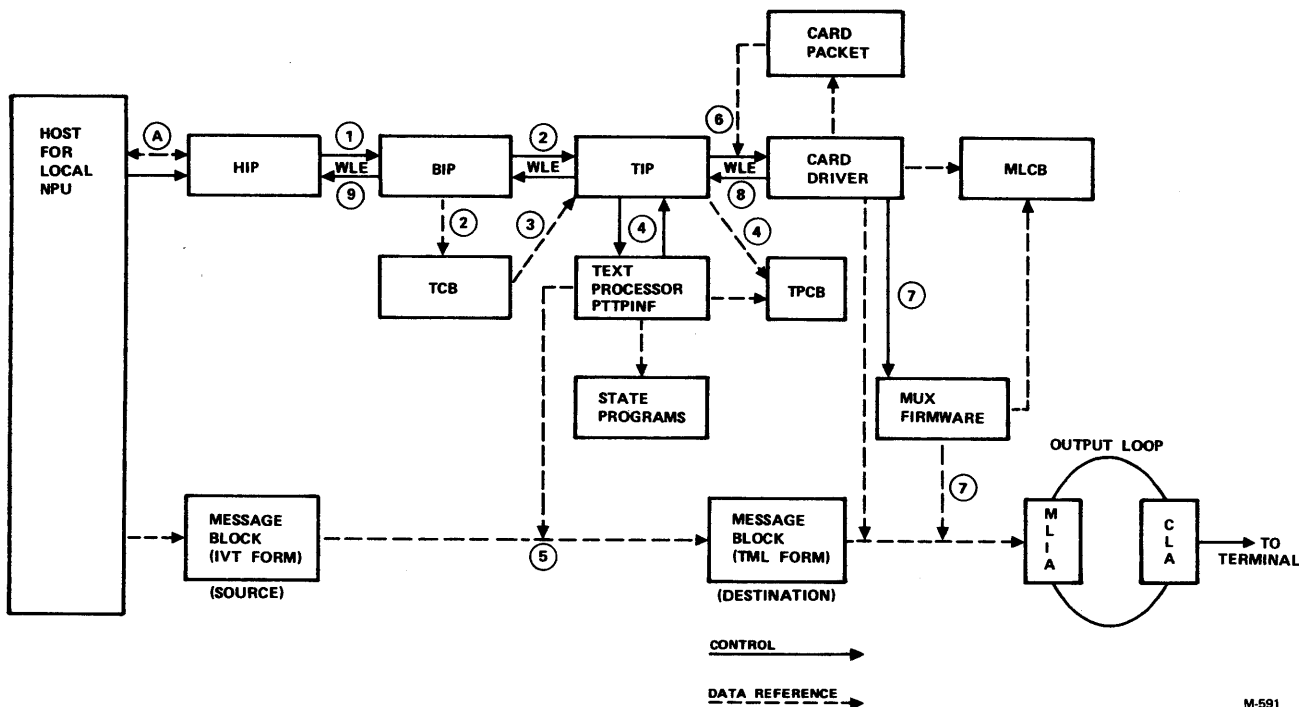 CARD
PACKET
HOST
FOR
LOCAL
NPU
A
HIP
1
WLE
9
BIP
2
WLE
TIP
6
WLE
8
CARD
DRIVER
MLCB
2
3
4
4
TCB
TEXT
PROCESSOR
PTTPINF
TPCB
7
STATE
PROGRAMS
MUX
FIRMWARE
OUTPUT LOOP
7
MESSAGE
BLOCK
(IVT FORM)
(SOURCE)
5
MESSAGE
BLOCK
(TML FORM)
(DESTINATION)
MLIA
CLA
TO
TERMINAL
CONTROL
DATA REFERENCE
M-591